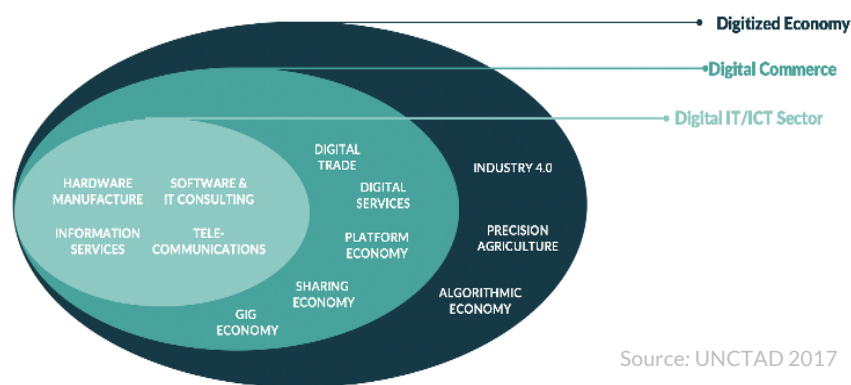 Digitized Economy
Digital Commerce
Digital IT/ICT Sector
HARDWARE
MANUFACTURE
SOFTWARE &
IT CONSULTING
INFORMATION
SERVICES
TELE-
COMMUNICATIONS
DIGITAL
TRADE
DIGITAL
SERVICES
PLATFORM
ECONOMY
SHARING
ECONOMY
GIG
ECONOMY
INDUSTRY 4.0
PRECISION
AGRICULTURE
ALGORITHMIC
ECONOMY
Source: UNCTAD 2017